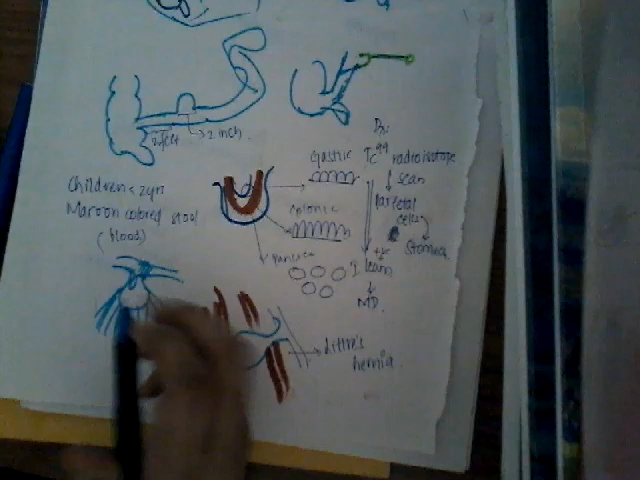 2 feet
2 inch
Dx:
Gastric
Tc99 radioisotope
scan
Children < 2yrs
Maroon colored stool
(blood)
Parietal
cells
Colonic
Stomach
Pancrea
Ileum
MD
Littre's
hernia